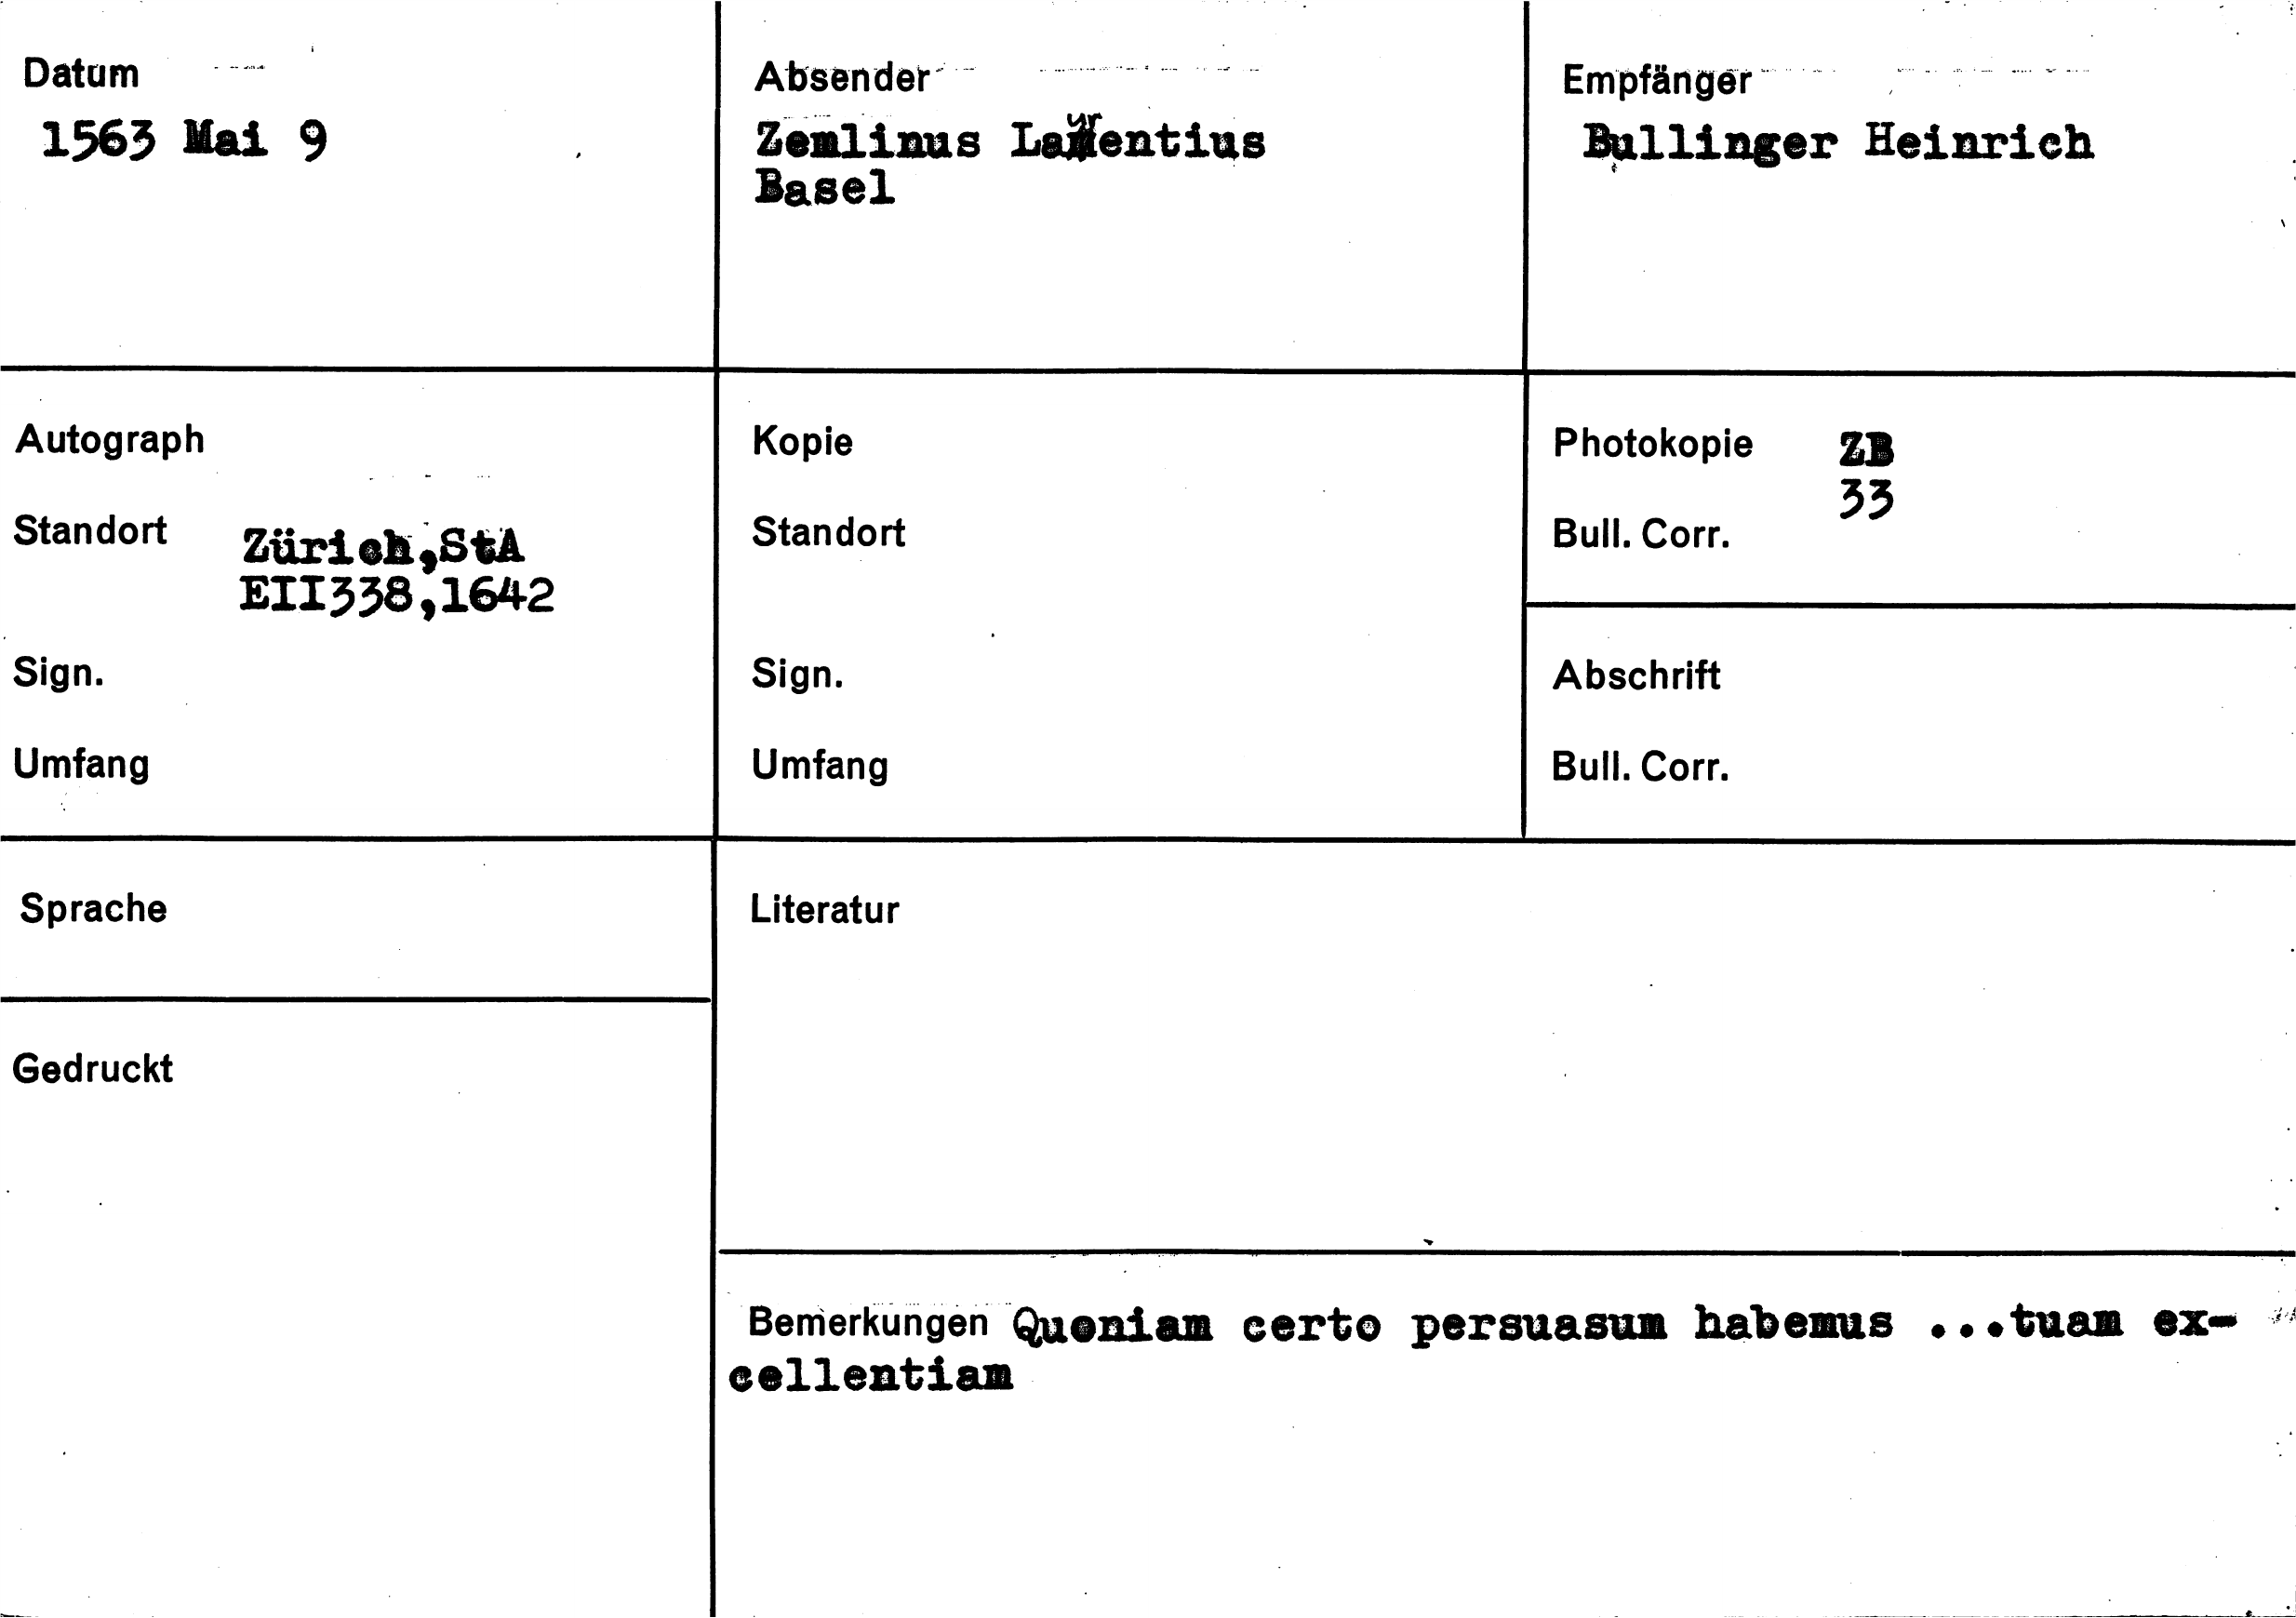 Datum
1563 Mai 9
Absender
Zemlinus Laurentius
Basel
Empfänger
Bullinger Heinrich
Autograph
Standort
Zürich,StA
EII338,1642
Sign.
Umfang
Kopie
Standort
Sign.
Umfang
Photokopie ZB
33
Bull. Corr.
Abschrift
Bull. Corr.
Sprache
Gedruckt
Literatur
Bemerkungen Quoniam certo persuasum habemus ...tuam ex-
cellentiam